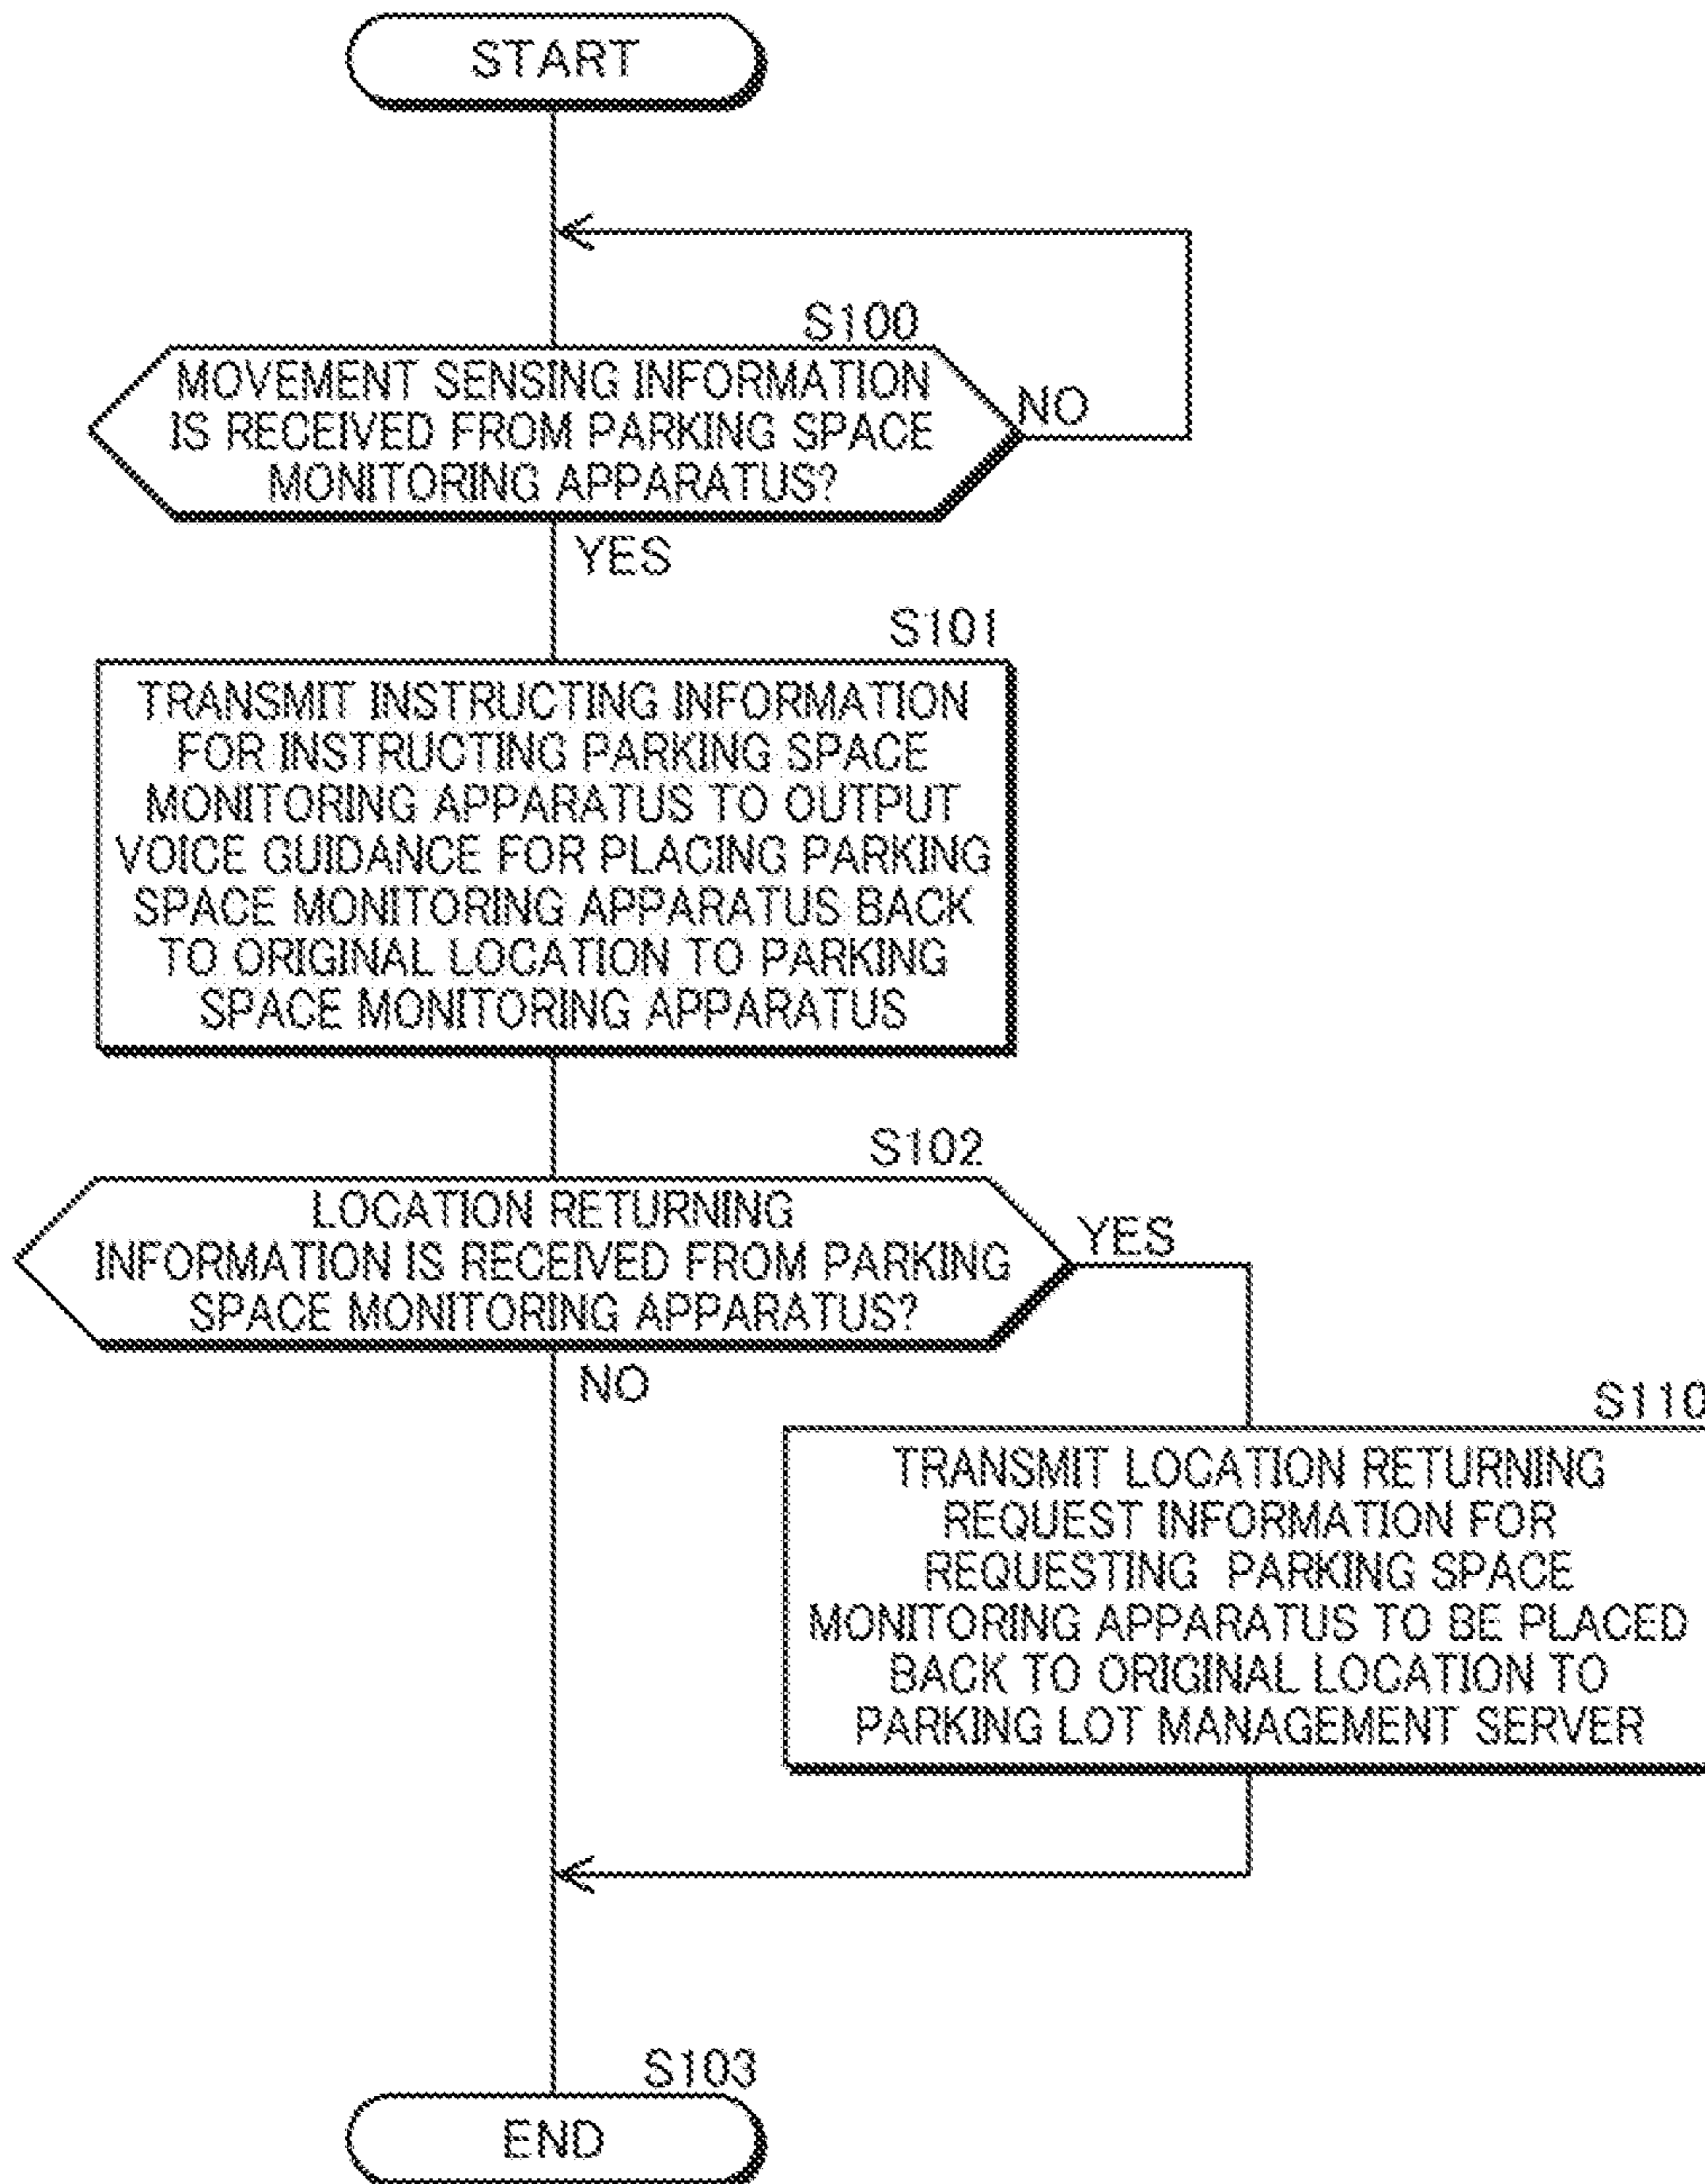 START
S100
MOVEMENT SENSING INFORMATION
IS RECEIVED FROM PARKING SPACE
MONITORING APPARATUS?
NO
YES
S101
TRANSMIT INSTRUCTING INFORMATION
FOR INSTRUCTING PARKING SPACE
MONITORING APPARATUS TO OUTPUT
VOICE GUIDANCE FOR PLACING PARKING
SPACE MONITORING APPARATUS BACK
TO ORIGINAL LOCATION TO PARKING
SPACE MONITORING APPARATUS
S102
LOCATION RETURNING
INFORMATION IS RECEIVED FROM PARKING
SPACE MONITORING APPARATUS?
YES
NO
S110
TRANSMIT LOCATION RETURNING
REQUEST INFORMATION FOR
REQUESTING PARKING SPACE
MONITORING APPARATUS TO BE PLACED
BACK TO ORIGINAL LOCATION TO
PARKING LOT MANAGEMENT SERVER
S103
END